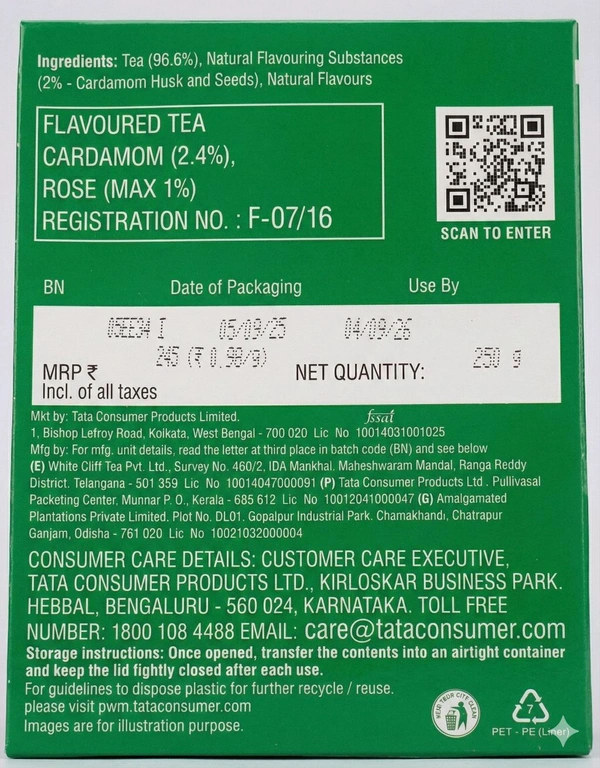 Ingredients: Tea (96.6%), Natural Flavouring Substances
(2% - Cardamom Husk and Seeds), Natural Flavours
FLAVOURED TEA
CARDAMOM (2.4%),
ROSE (MAX 1%)
REGISTRATION NO. : F-07/16
SCAN TO ENTER
BN Date of Packaging Use By
05EE34 I 05/09/25 04/09/26
245 (₹ 0.98/g) 250 g
MRP ₹ NET QUANTITY:
Incl. of all taxes
Mkt by: Tata Consumer Products Limited. fssai
1, Bishop Lefroy Road, Koikata, West Bengal - 700 020 Lic No 10014031001025
Mfg by: For mfg. unit details, read the letter at third place in batch code (BN) and see below
(E) White Cliff Tea Pvt. Ltd., Survey No. 460/2, IDA Mankhal. Maheshwaram Mandal, Ranga Reddy
District. Telangana - 501 359 Lic No 10014047000091 (P) Tata Consumer Products Ltd . Pullivasal
Packeting Center, Munnar P. O., Kerala - 685 612 Lic No 10012041000047 (G) Amalgamated
Plantations Private Limited. Plot No. DL01. Gopalpur Industrial Park. Chamakhandi, Chatrapur
Ganjam, Odisha - 761 020 Lic No 10021032000004
CONSUMER CARE DETAILS: CUSTOMER CARE EXECUTIVE,
TATA CONSUMER PRODUCTS LTD., KIRLOSKAR BUSINESS PARK.
HEBBAL, BENGALURU - 560 024, KARNATAKA. TOLL FREE
NUMBER: 1800 108 4488 EMAIL: care@tataconsumer.com
Storage instructions: Once opened, transfer the contents into an airtight container
and keep the lid fightly closed after each use.
For guidelines to dispose plastic for further recycle / reuse.
please visit pwm.tataconsumer.com
Images are for illustration purpose.
KEEP YOUR CITY CLEAN
7
PET - PE (Liner)